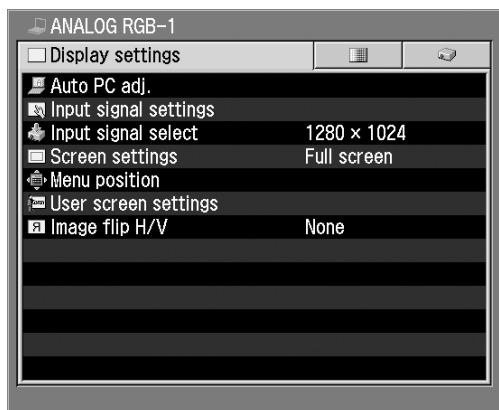 ANALOG RGB-1
Display settings
Auto PC adj.
Input signal settings
Input signal select 1280 × 1024
Screen settings Full screen
Menu position
User screen settings
Image flip H/V None